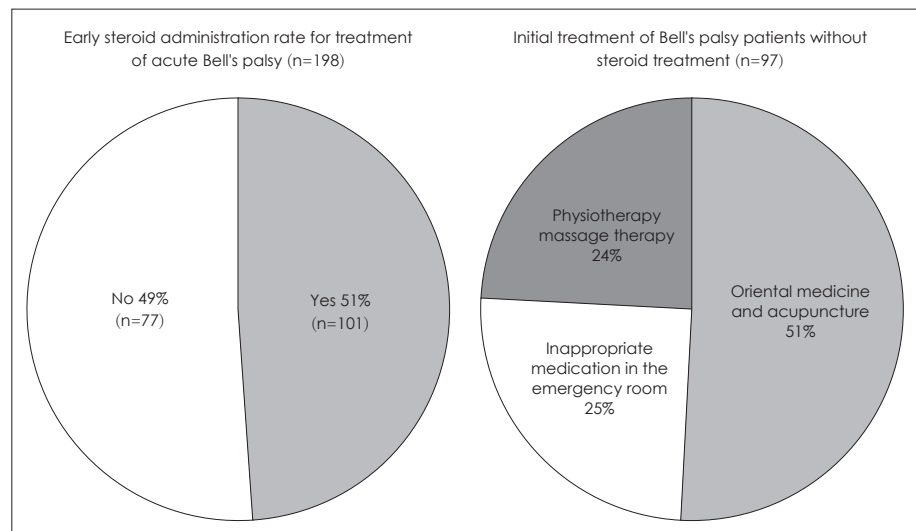 Early steroid administration rate for treatment
of acute Bell's palsy (n=198)
No 49%
(n=77)
Yes 51%
(n=101)
Initial treatment of Bell's palsy patients without
steroid treatment (n=97)
Physiotherapy
massage therapy
24%
Oriental medicine
and acupuncture
51%
Inappropriate
medication in the
emergency room
25%